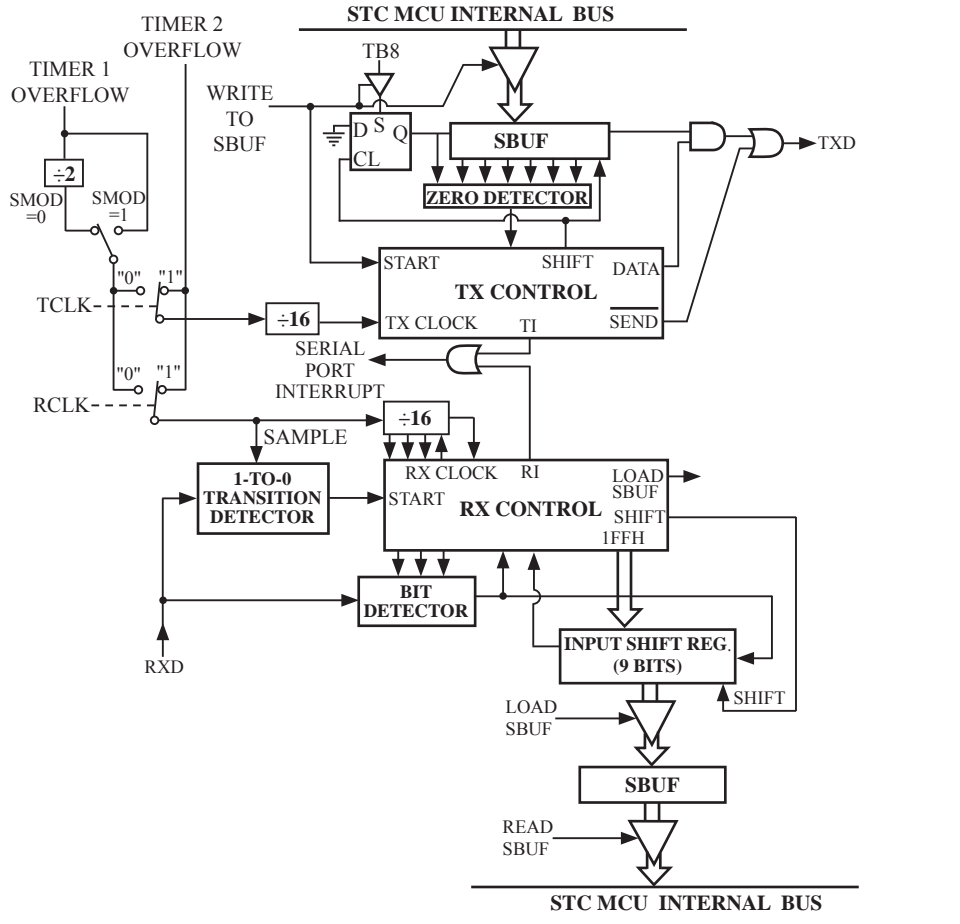 STC MCU INTERNAL BUS
TIMER 2
OVERFLOW
TB8
TIMER 1
OVERFLOW
WRITE
TO
SBUF
D S Q
CL
SBUF
TXD
÷2
ZERO DETECTOR
SMOD
=0
SMOD
=1
START
SHIFT
DATA
TX CONTROL
"0" "1"
TCLK
÷16
TX CLOCK
TI
SEND
SERIAL
PORT
INTERRUPT
"0" "1"
RCLK
÷16
SAMPLE
RX CLOCK
RI
LOAD
SBUF
1-TO-0
TRANSITION
DETECTOR
START
RX CONTROL
SHIFT
1FFH
BIT
DETECTOR
INPUT SHIFT REG.
(9 BITS)
RXD
SHIFT
LOAD
SBUF
SBUF
READ
SBUF
STC MCU INTERNAL BUS